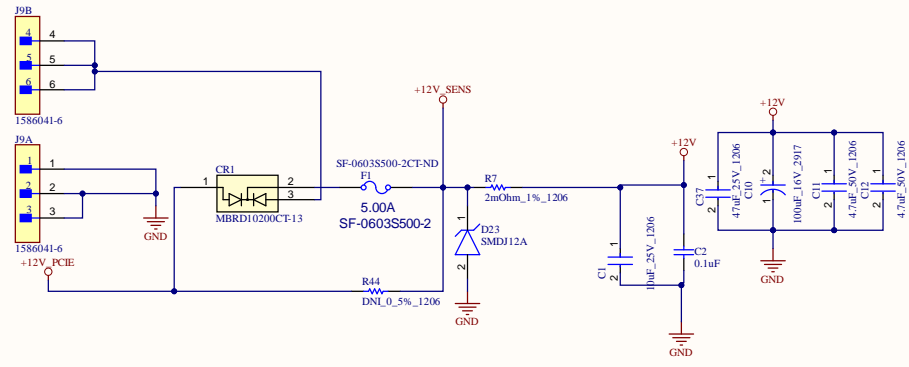 J9B
4 4
5 5
6 6
1586041-6
J9A
1 1
2 2
3 3
1586041-6
+12V_PCIE
GND
CR1
1 2
3
MBRD10200CT-13
SF-0603S500-2CT-ND
F1
5.00A
SF-0603S500-2
R44
DNI_0_5%_1206
+12V_SENS
R7
2mOhm_1%_1206
1
D23
SMDJ12A
2
GND
1
C1
2
10uF_25V_1206
+12V
C2
0.1uF
GND
+12V
1
C37
2
47uF_25V_1206
2
C10
+
1
100uF_16V_2917
1
C11
2
4.7uF_50V_1206
1
C12
2
4.7uF_50V_1206
GND